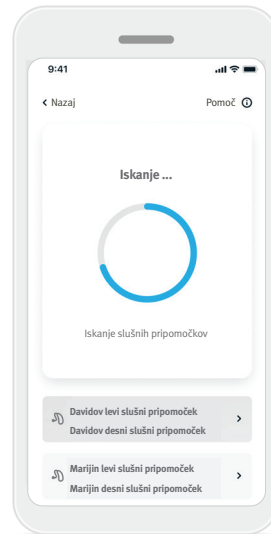 9:41
Nazaj
Pomoč
Iskanje ...
Iskanje slušnih pripomočkov
Davidov levi slušni pripomoček
Davidov desni slušni pripomoček
Marijin levi slušni pripomoček
Marijin desni slušni pripomoček